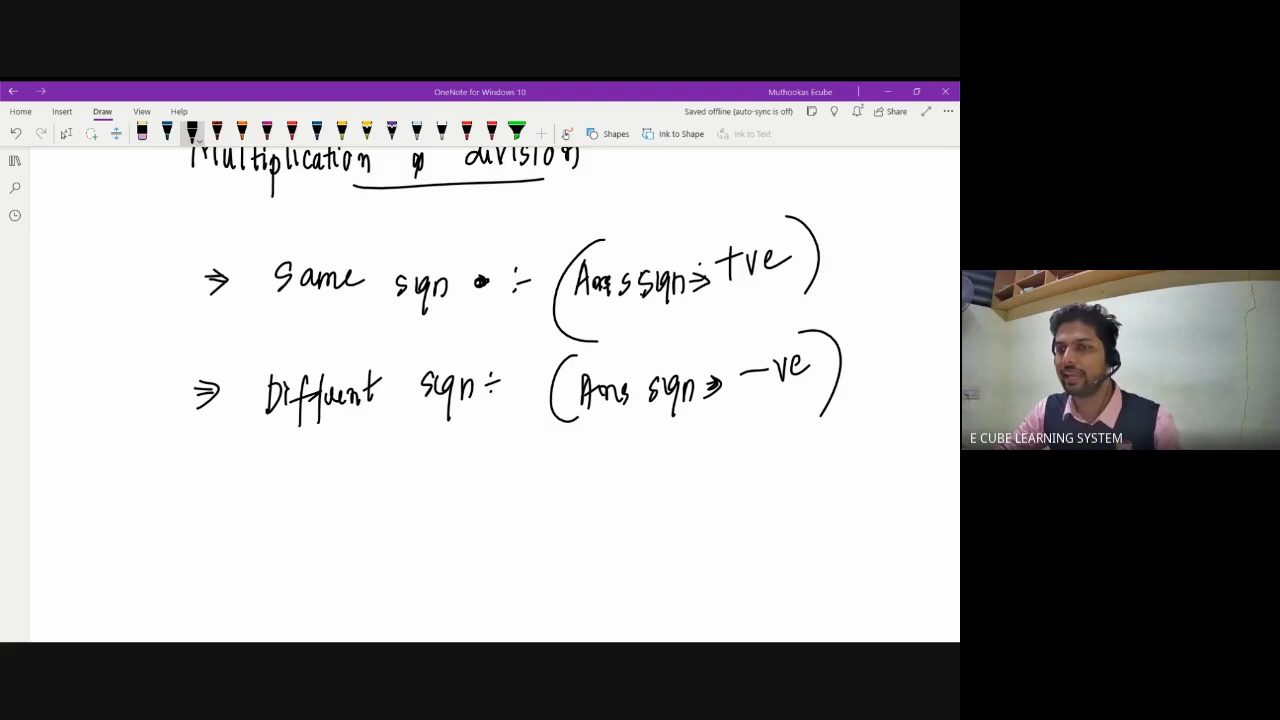 OneNote for Windows 10
Muthookas Ecube
Home Insert Draw View Help
Saved offline (auto-sync is off)
Share
Shapes
Ink to Shape
Ink to Text
Multiplication & division
⇒ Same sign :- (Ans sign ⇒ +ve)
⇒ Diffuent sign ÷ (Ans sign ⇒ -ve)
E CUBE LEARNING SYSTEM